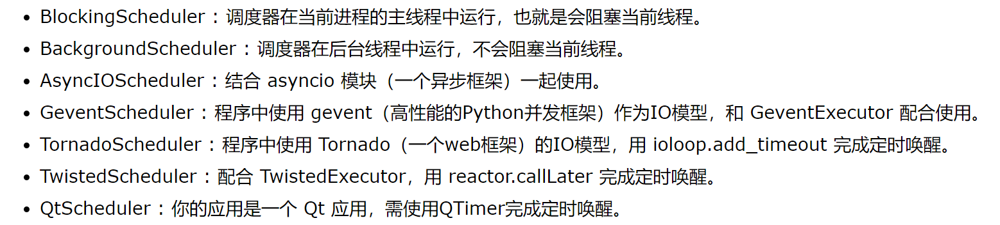 • BlockingScheduler : 调度器在当前进程的主线程中运行，也就是会阻塞当前线程。
• BackgroundScheduler : 调度器在后台线程中运行，不会阻塞当前线程。
• AsyncIOScheduler : 结合 asyncio 模块（一个异步框架）一起使用。
• GeventScheduler : 程序中使用 gevent（高性能的Python并发框架）作为IO模型，和 GeventExecutor 配合使用。
• TornadoScheduler : 程序中使用 Tornado（一个web框架）的IO模型，用 ioloop.add_timeout 完成定时唤醒。
• TwistedScheduler : 配合 TwistedExecutor，用 reactor.callLater 完成定时唤醒。
• QtScheduler : 你的应用是一个 Qt 应用，需使用QTimer完成定时唤醒。